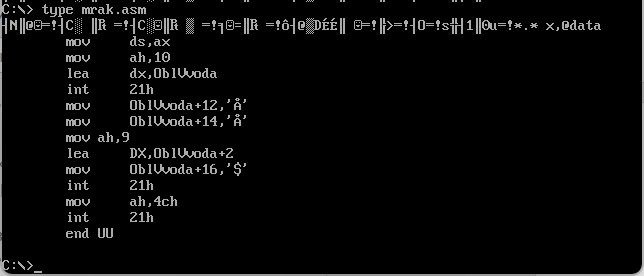 C:\> type mrak.asm
*.* x,@data
mov ds,ax
mov ah,10
lea dx,OblVvoda
int 21h
mov OblVvoda+12,'Å'
mov OblVvoda+14,'Å'
mov ah,9
lea DX,OblVvoda+2
mov OblVvoda+16,'$'
int 21h
mov ah,4ch
int 21h
end UU
C:\>_